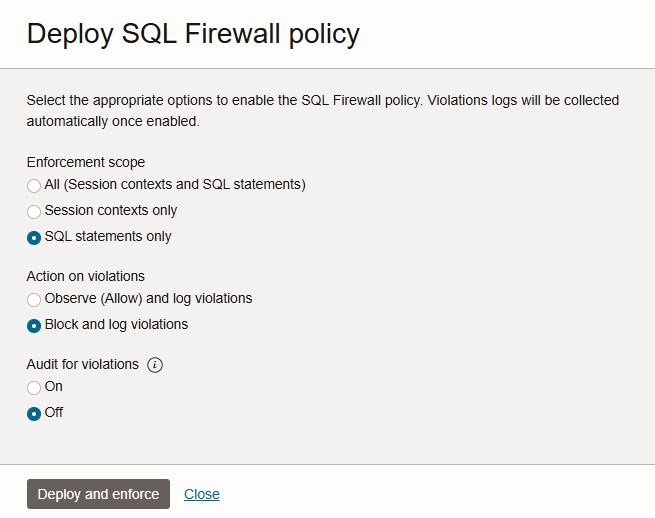 Deploy SQL Firewall policy
Select the appropriate options to enable the SQL Firewall policy. Violations logs will be collected
automatically once enabled.
Enforcement scope
All (Session contexts and SQL statements)
Session contexts only
SQL statements only
Action on violations
Observe (Allow) and log violations
Block and log violations
Audit for violations i
On
Off
Deploy and enforce Close